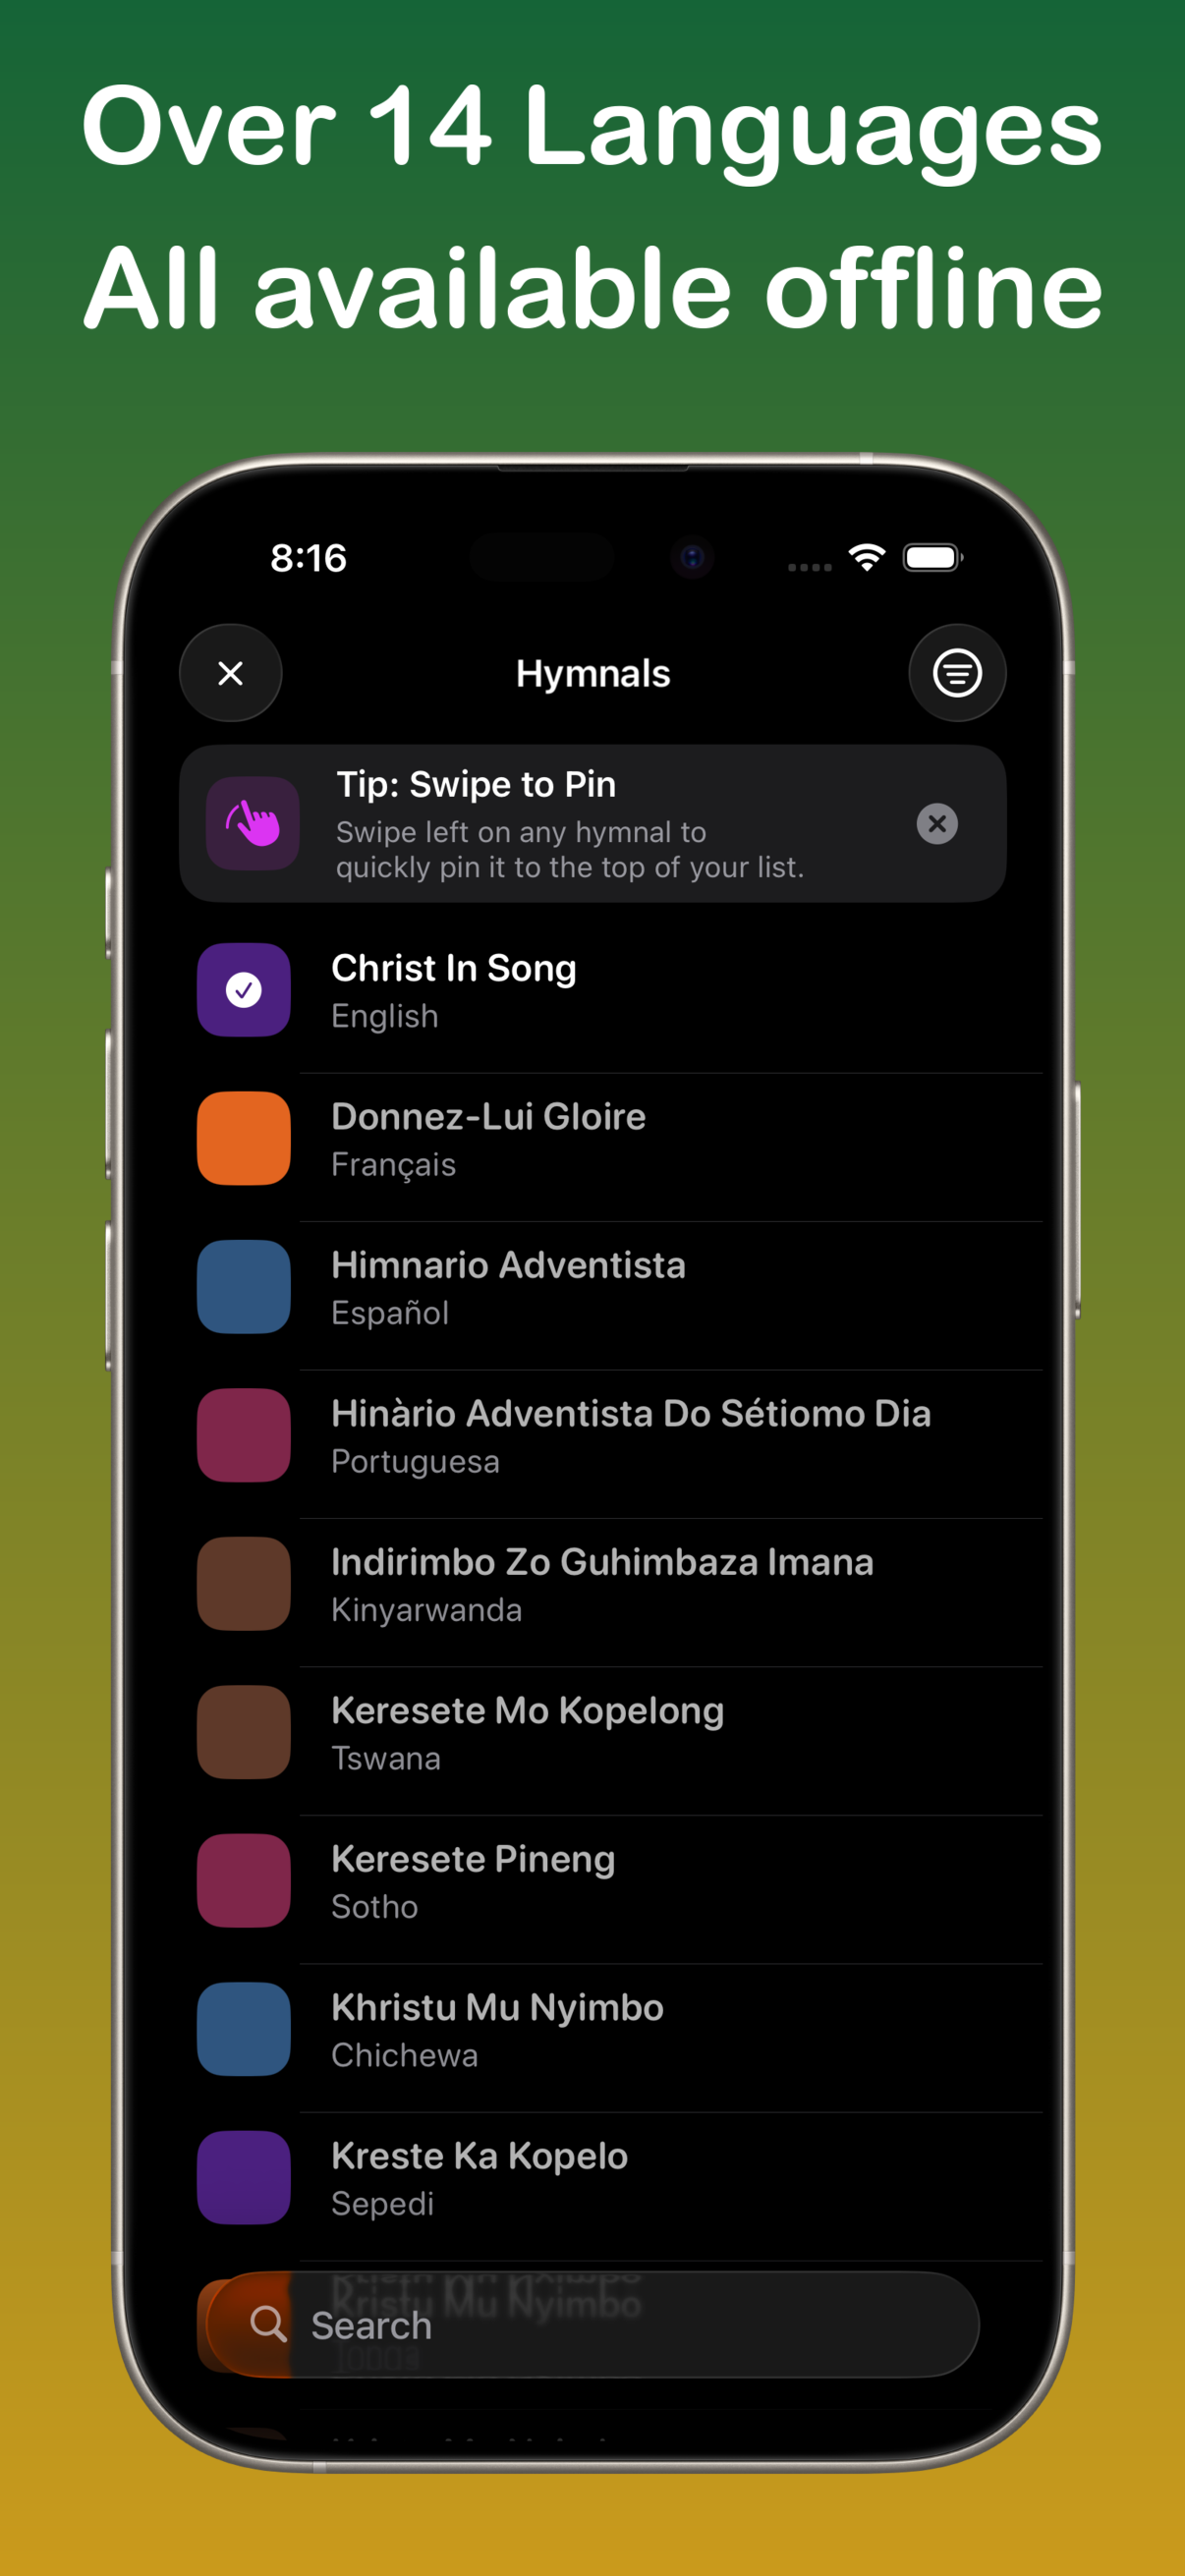 Over 14 Languages
All available offline
8:16
Hymnals
Tip: Swipe to Pin
Swipe left on any hymnal to
quickly pin it to the top of your list.
Christ In Song
English
Donnez-Lui Gloire
Français
Himnario Adventista
Español
Hinàrio Adventista Do Sétiomo Dia
Portuguesa
Indirimbo Zo Guhimbaza Imana
Kinyarwanda
Keresete Mo Kopelong
Tswana
Keresete Pineng
Sotho
Khristu Mu Nyimbo
Chichewa
Kreste Ka Kopelo
Sepedi
Kristu Mu Nyimbo
Search